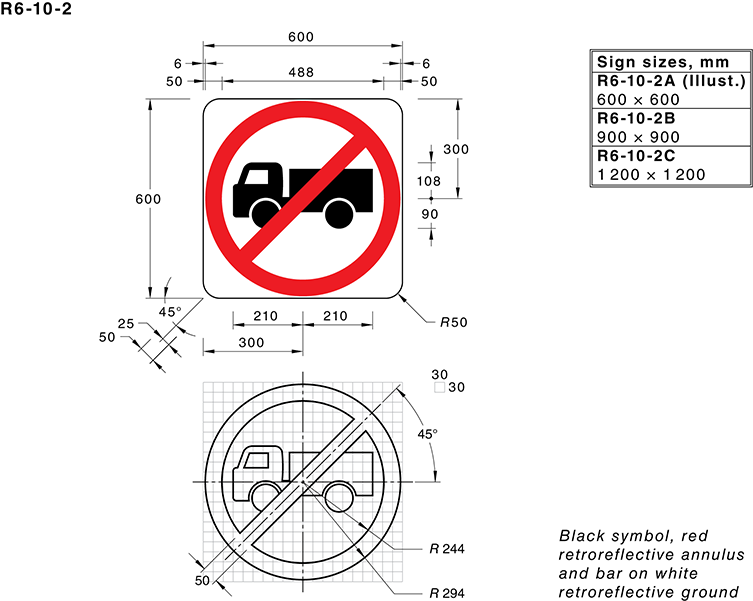 R6-10-2
600
6
6
50
488
50
Sign sizes, mm
R6-10-2A (Illust.)
600 × 600
R6-10-2B
900 × 900
R6-10-2C
1 200 × 1 200
300
108
600
90
45°
210
210
R50
25
50
300
30
30
45°
R 244
50
R 294
Black symbol, red
retroreflective annulus
and bar on white
retroreflective ground